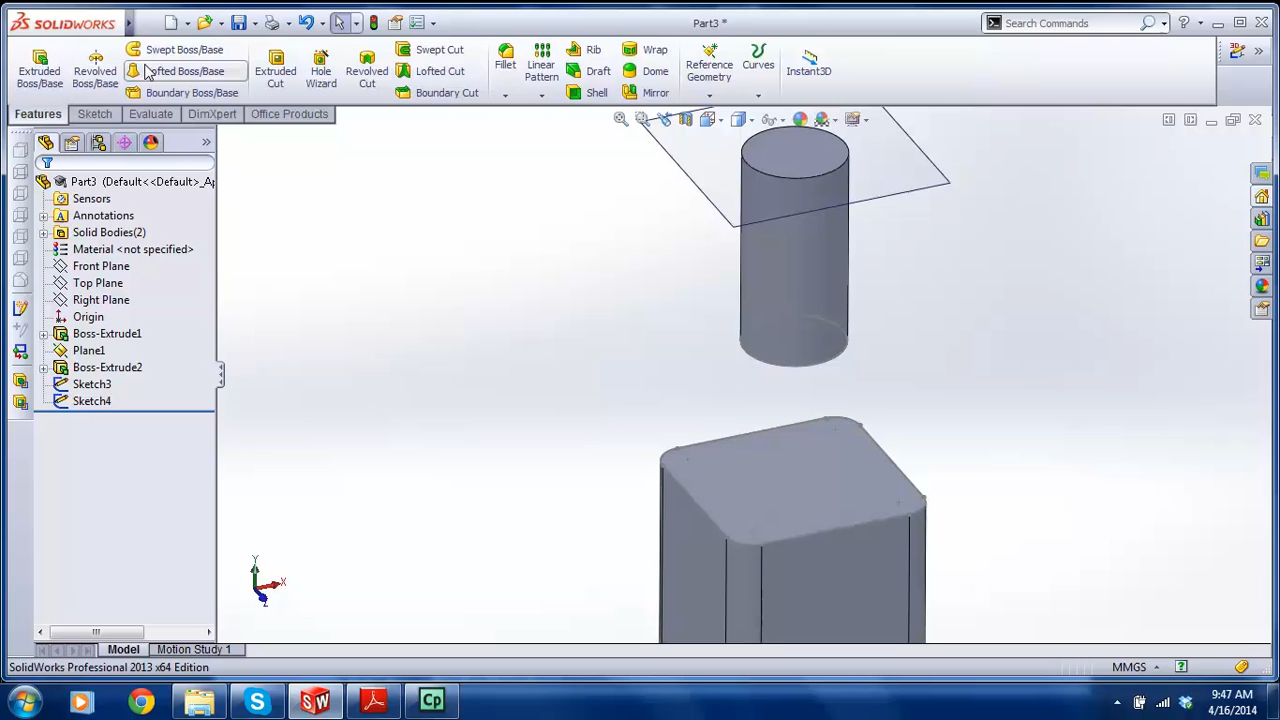 SOLIDWORKS
Part3 *
Search Commands
Extruded Boss/Base
Revolved Boss/Base
Swept Boss/Base
Lofted Boss/Base
Boundary Boss/Base
Extruded Cut
Hole Wizard
Revolved Cut
Swept Cut
Lofted Cut
Boundary Cut
Fillet
Linear Pattern
Rib
Draft
Shell
Wrap
Dome
Mirror
Reference Geometry
Curves
Instant3D
Features
Sketch
Evaluate
DimXpert
Office Products
Part3 (Default<<Default>_Ap
Sensors
Annotations
Solid Bodies(2)
Material <not specified>
Front Plane
Top Plane
Right Plane
Origin
Boss-Extrude1
Plane1
Boss-Extrude2
Sketch3
Sketch4
Y
X
Z
Model
Motion Study 1
SolidWorks Professional 2013 x64 Edition
MMGS
9:47 AM
4/16/2014